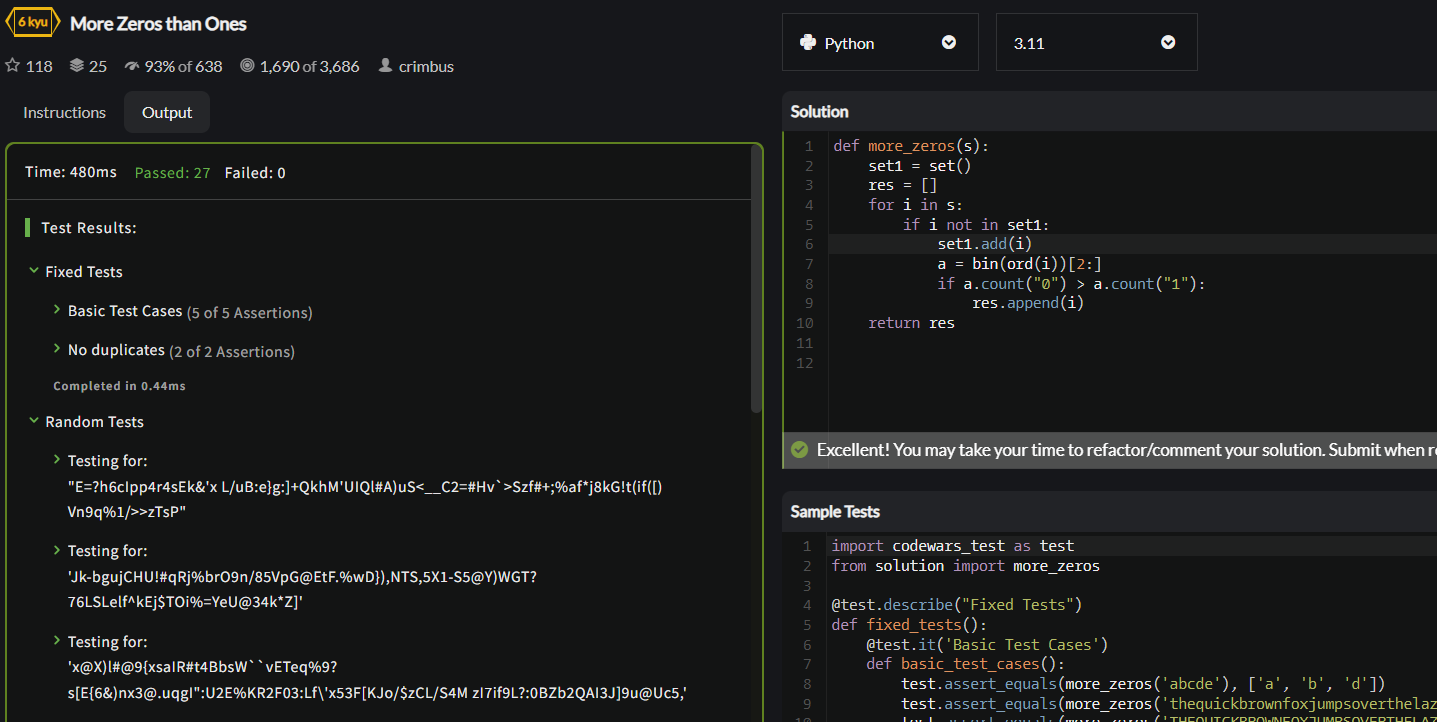 6 kyu More Zeros than Ones
118 25 93% of 638 1,690 of 3,686 crimbus
Instructions Output
Time: 480ms Passed: 27 Failed: 0
Test Results:
Fixed Tests
Basic Test Cases (5 of 5 Assertions)
No duplicates (2 of 2 Assertions)
Completed in 0.44ms
Random Tests
Testing for:
"E=?h6cIpp4r4sEk&'x L/uB:e}g:]+QkhM'UIQl#A)uS<__C2=#Hv`>Szf#+;%af*j8kG!t(if([)
Vn9q%1/>>zTsP"
Testing for:
'Jk-bgujCHU!#qRj%brO9n/85VpG@EtF.%wD}),NTS,5X1-S5@Y)WGT?
76LSLelf^kEj$TOi%=YeU@34k*Z]'
Testing for:
'x@X)l#@9{xsaIR#t4BbsW``vETeq%9?
s[E{6&)nx3@.uqgI":U2E%KR2F03:Lf\'x53F[KJo/$zCL/S4M zI7if9L?:0BZb2QAI3J]9u@Uc5,'
Python 3.11
Solution
1 def more_zeros(s):
2 set1 = set()
3 res = []
4 for i in s:
5 if i not in set1:
6 set1.add(i)
7 a = bin(ord(i))[2:]
8 if a.count("0") > a.count("1"):
9 res.append(i)
10 return res
11
12
Excellent! You may take your time to refactor/comment your solution. Submit when
Sample Tests
1 import codewars_test as test
2 from solution import more_zeros
3
4 @test.describe("Fixed Tests")
5 def fixed_tests():
6 @test.it('Basic Test Cases')
7 def basic_test_cases():
8 test.assert_equals(more_zeros('abcde'), ['a', 'b', 'd'])
9 test.assert_equals(more_zeros('thequickbrownfoxjumpsoverthelaz